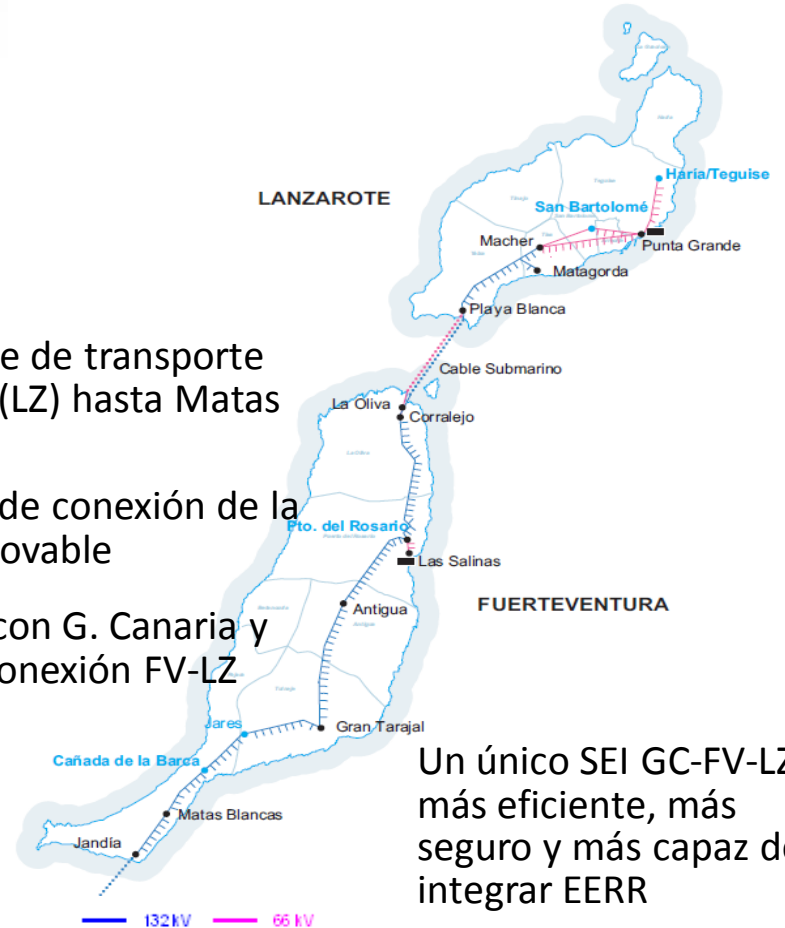 LANZAROTE
Haría/Teguise
San Bartolomé
Macher
Punta Grande
Matagorda
Playa Blanca
Cable Submarino
e de transporte
(LZ) hasta Matas
La Oliva
Corralejo
de conexión de la
ovable
Pto. del Rosario
Las Salinas
Antigua
FUERTEVENTURA
con G. Canaria y
onexión FV-LZ
Jares
Gran Tarajal
Cañada de la Barca
Matas Blancas
Jandía
Un único SEI GC-FV-LZ
más eficiente, más
seguro y más capaz de
integrar EERR
132 kV
66 kV